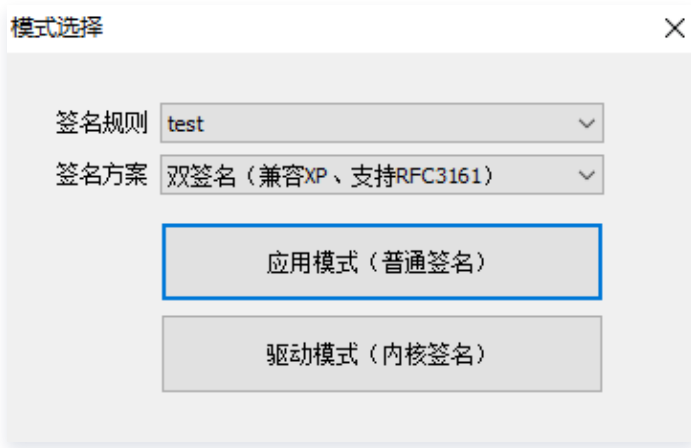 模式选择
签名规则 test
签名方案 双签名（兼容XP、支持RFC3161）
应用模式（普通签名）
驱动模式（内核签名）